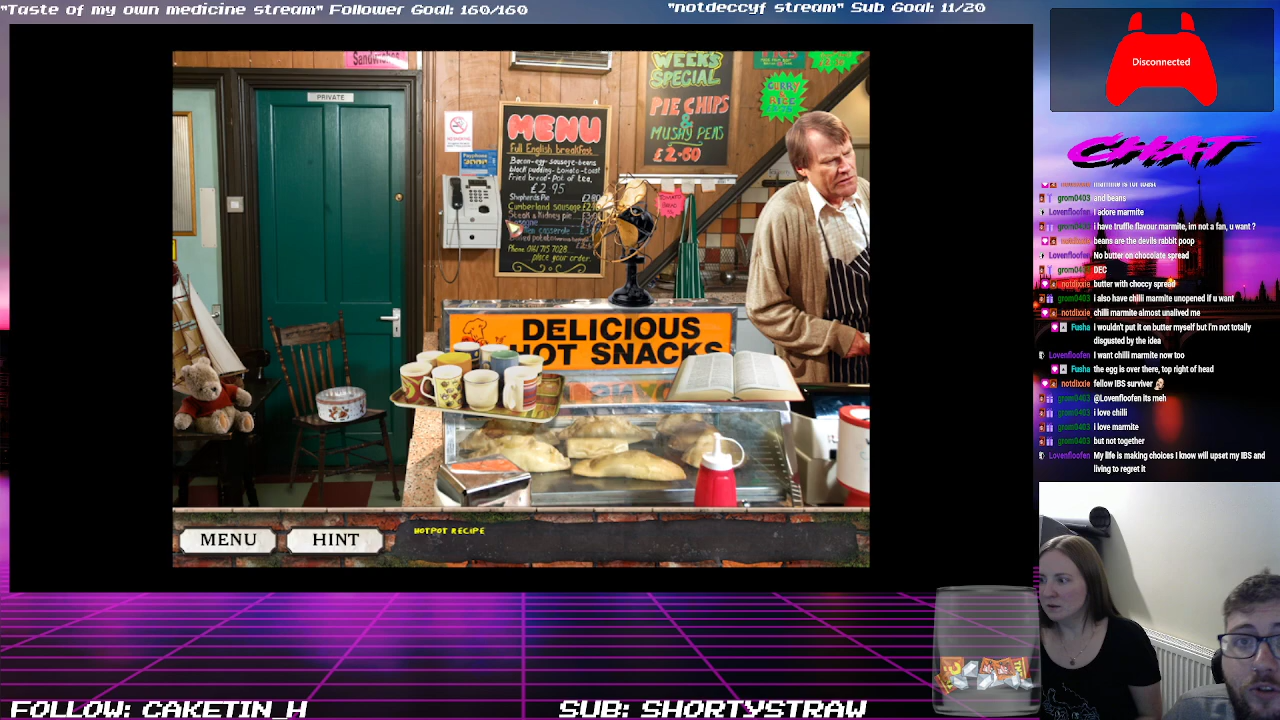 "Taste of my own medicine stream" Follower Goal: 160/160
"notdeccyf stream" Sub Goal: 11/20
Disconnected
CHAT
Sandwiches
PRIVATE
Payphone
MENU
Full English breakfast
Bacon-egg-sausage-beans
black pudding-tomato-toast
Fried bread-Pot of tea.
£2.95
Shepherds Pie
Cumberland sausage
Steak & Kidney pie
Phone 0161 715 7028
place your order.
WEEKS
SPECIAL
PIE CHIPS
&
MUSHY PEAS
£2.50
CURRY
& RICE
DELICIOUS
HOT SNACKS
MENU
HINT
HOTPOT RECIPE
and beans
Lovenfloofen I adore marmite
grom0403 i have truffle flavour marmite, im not a fan, u want ?
notdixxie beans are the devils rabbit poop
Lovenfloofen No butter on chocolate spread
grom0403 DEC
notdixxie butter with choccy spread
grom0403 i also have chilli marmite unopened if u want
notdixxie chilli marmite almost unalived me
Fusha i wouldn't put it on butter myself but I'm not totally
disgusted by the idea
Lovenfloofen I want chilli marmite now too
Fusha the egg is over there, top right of head
notdixxie fellow IBS surviver
grom0403 @Lovenfloofen its meh
grom0403 i love chilli
grom0403 i love marmite
grom0403 but not together
Lovenfloofen My life is making choices I know will upset my IBS and
living to regret it
FOLLOW: CAKETIN_H
SUB: SHORTYSTRAW